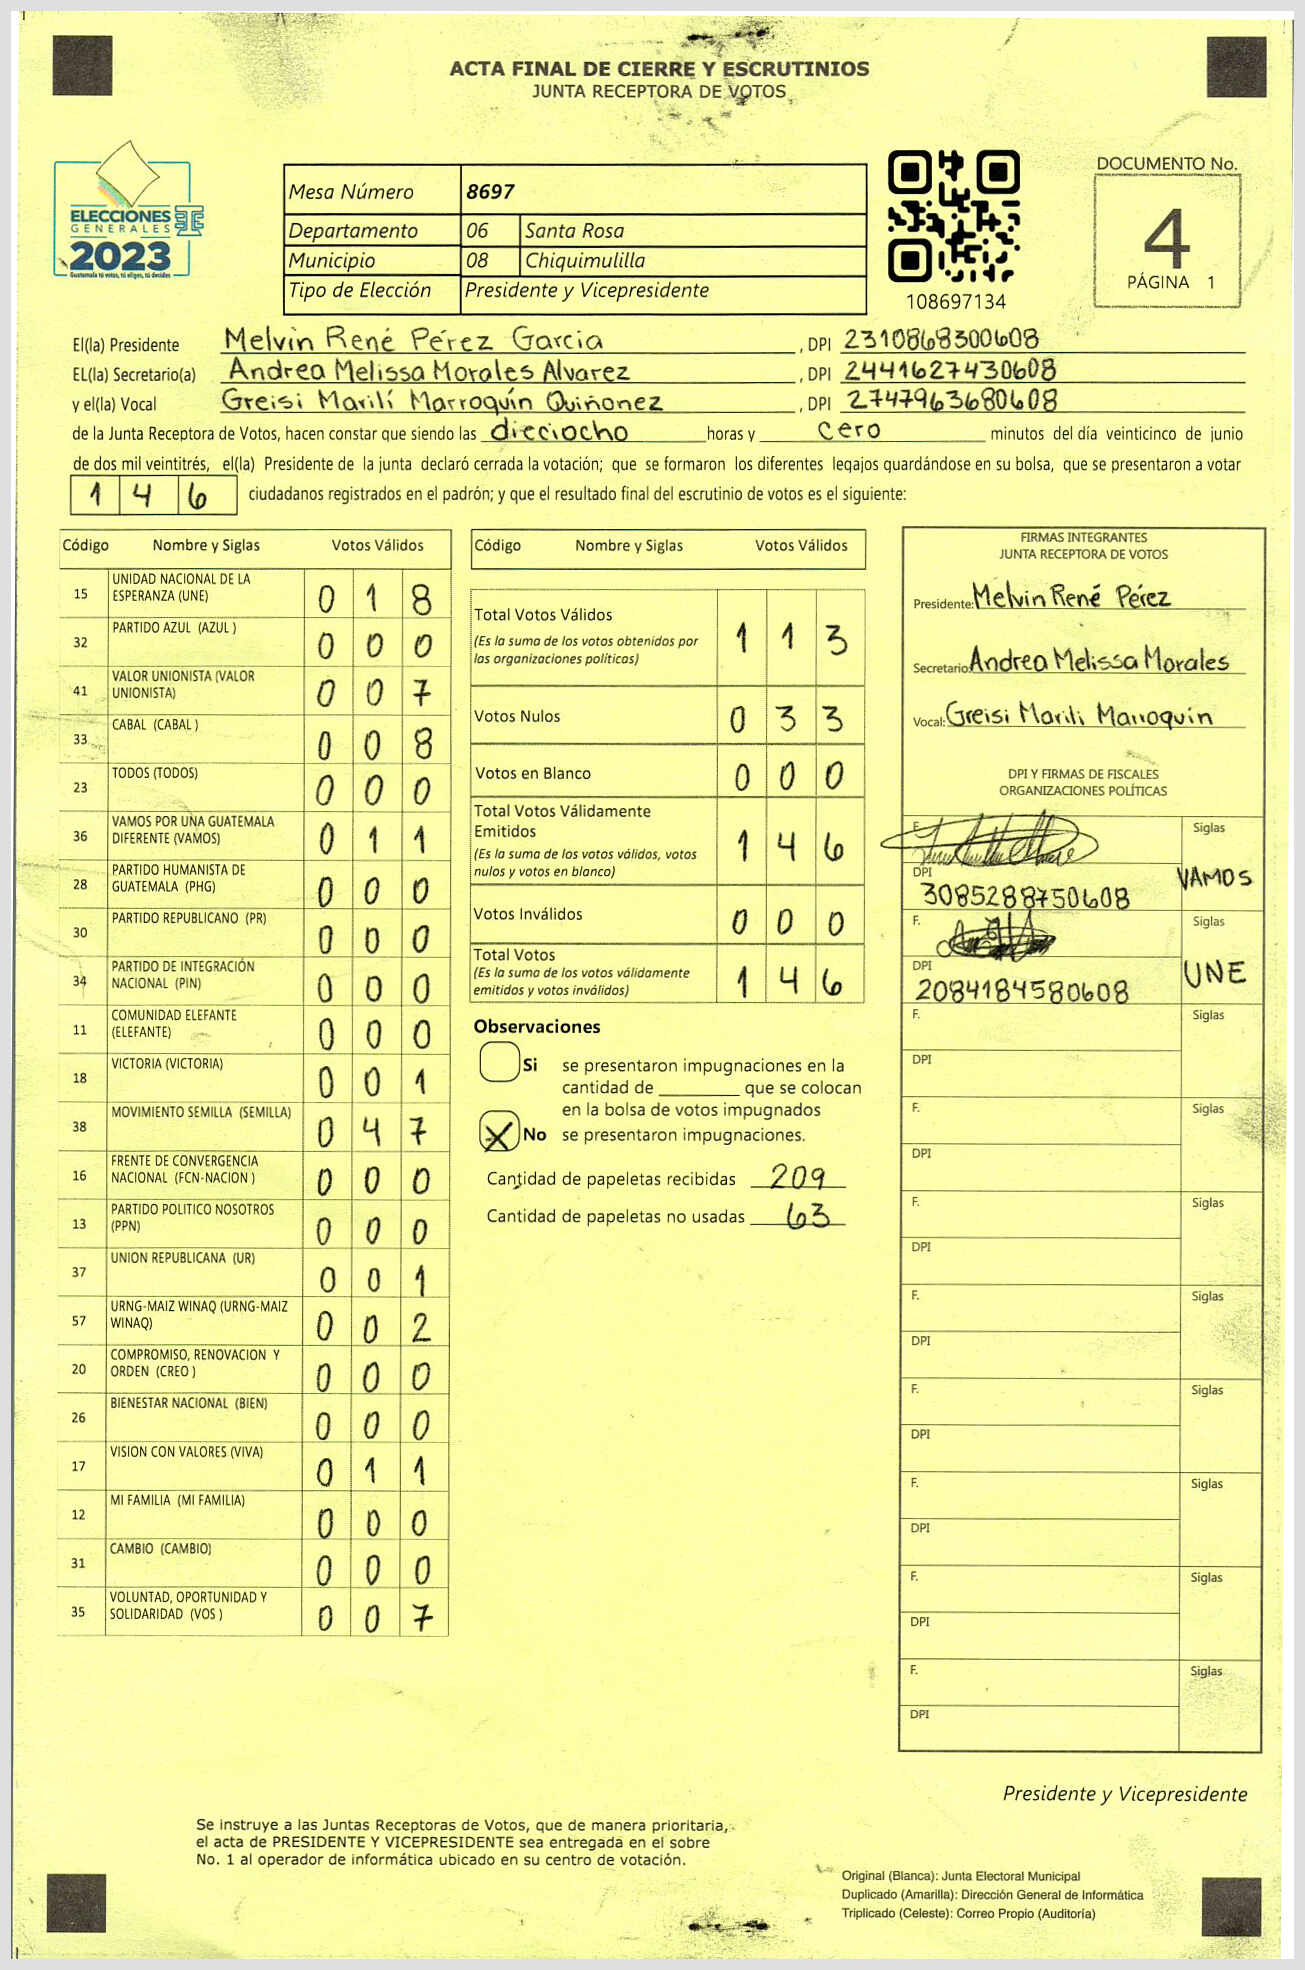 ACTA FINAL DE CIERRE Y ESCRUTINIOS
JUNTA RECEPTORA DE VOTOS
ELECCIONES
GENERALES
2023
Guatemala tú votas, tú eliges, tú decides
Mesa Número 8697
Departamento 06 Santa Rosa
Municipio 08 Chiquimulilla
Tipo de Elección Presidente y Vicepresidente
108697134
DOCUMENTO No.
4
PÁGINA 1
El(la) Presidente Melvin René Pérez Garcia , DPI 2310868300608
EL(la) Secretario(a) Andrea Melissa Morales Alvarez , DPI 2441627430608
y el(la) Vocal Greisi Marilí Marroquín Quiñonez , DPI 2747963680608
de la Junta Receptora de Votos, hacen constar que siendo las dieciocho horas y cero minutos del día veinticinco de junio
de dos mil veintitrés, el(la) Presidente de la junta declaró cerrada la votación; que se formaron los diferentes legajos guardándose en su bolsa, que se presentaron a votar
1 4 6 ciudadanos registrados en el padrón; y que el resultado final del escrutinio de votos es el siguiente:
Código Nombre y Siglas Votos Válidos
15 UNIDAD NACIONAL DE LA ESPERANZA (UNE) 0 1 8
32 PARTIDO AZUL (AZUL ) 0 0 0
41 VALOR UNIONISTA (VALOR UNIONISTA) 0 0 7
33 CABAL (CABAL ) 0 0 8
23 TODOS (TODOS) 0 0 0
36 VAMOS POR UNA GUATEMALA DIFERENTE (VAMOS) 0 1 1
28 PARTIDO HUMANISTA DE GUATEMALA (PHG) 0 0 0
30 PARTIDO REPUBLICANO (PR) 0 0 0
34 PARTIDO DE INTEGRACIÓN NACIONAL (PIN) 0 0 0
11 COMUNIDAD ELEFANTE (ELEFANTE) 0 0 0
18 VICTORIA (VICTORIA) 0 0 1
38 MOVIMIENTO SEMILLA (SEMILLA) 0 4 7
16 FRENTE DE CONVERGENCIA NACIONAL (FCN-NACION ) 0 0 0
13 PARTIDO POLITICO NOSOTROS (PPN) 0 0 0
37 UNION REPUBLICANA (UR) 0 0 1
57 URNG-MAIZ WINAQ (URNG-MAIZ WINAQ) 0 0 2
20 COMPROMISO, RENOVACION Y ORDEN (CREO ) 0 0 0
26 BIENESTAR NACIONAL (BIEN) 0 0 0
17 VISION CON VALORES (VIVA) 0 1 1
12 MI FAMILIA (MI FAMILIA) 0 0 0
31 CAMBIO (CAMBIO) 0 0 0
35 VOLUNTAD, OPORTUNIDAD Y SOLIDARIDAD (VOS ) 0 0 7
Código Nombre y Siglas Votos Válidos
Total Votos Válidos 1 1 3
(Es la suma de los votos obtenidos por
las organizaciones políticas)
Votos Nulos 0 3 3
Votos en Blanco 0 0 0
Total Votos Válidamente
Emitidos 1 4 6
(Es la suma de los votos válidos, votos
nulos y votos en blanco)
Votos Inválidos 0 0 0
Total Votos 1 4 6
(Es la suma de los votos válidamente
emitidos y votos inválidos)
Observaciones
Si se presentaron impugnaciones en la
cantidad de ________ que se colocan
en la bolsa de votos impugnados
X No se presentaron impugnaciones.
Cantidad de papeletas recibidas 209
Cantidad de papeletas no usadas 63
FIRMAS INTEGRANTES
JUNTA RECEPTORA DE VOTOS
Presidente: Melvin René Pérez
Secretario: Andrea Melissa Morales
Vocal: Greisi Marili Marroquín
DPI Y FIRMAS DE FISCALES
ORGANIZACIONES POLÍTICAS
F. Siglas
DPI 3085288750608 VAMOS
F. Siglas
DPI 2084184580608 UNE
F. Siglas
DPI
F. Siglas
DPI
F. Siglas
DPI
F. Siglas
DPI
F. Siglas
DPI
F. Siglas
DPI
F. Siglas
DPI
F. Siglas
DPI
Presidente y Vicepresidente
Se instruye a las Juntas Receptoras de Votos, que de manera prioritaria,
el acta de PRESIDENTE Y VICEPRESIDENTE sea entregada en el sobre
No. 1 al operador de informática ubicado en su centro de votación.
Original (Blanca): Junta Electoral Municipal
Duplicado (Amarilla): Dirección General de Informática
Triplicado (Celeste): Correo Propio (Auditoría)